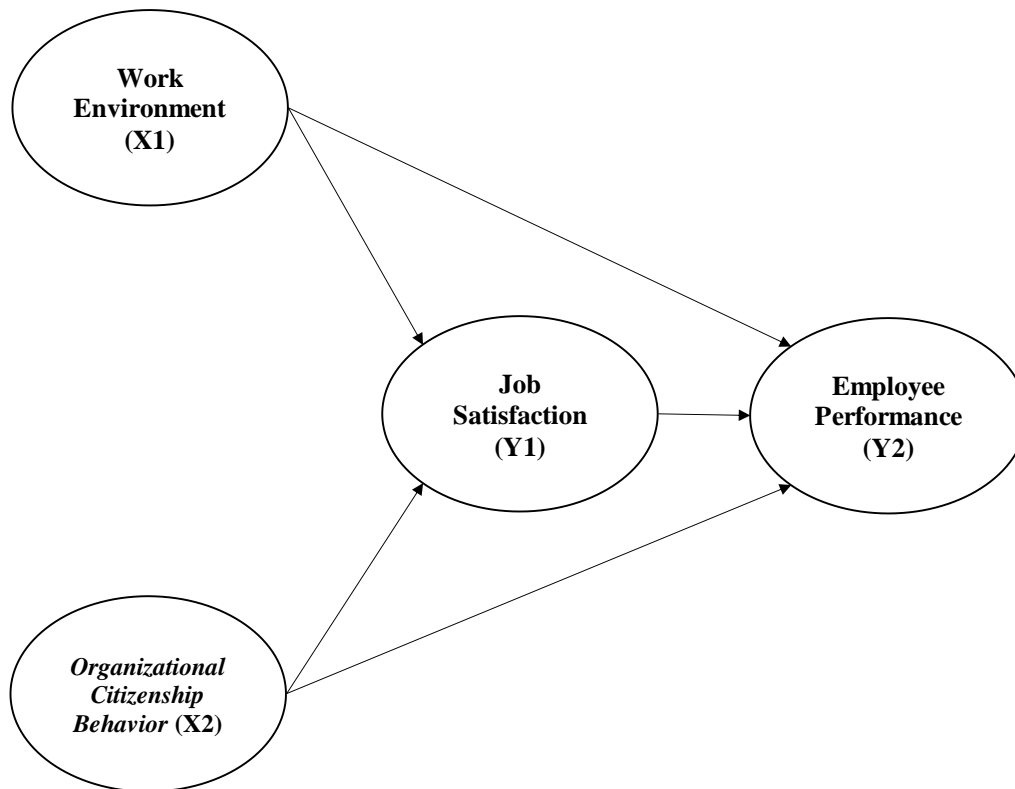 Work
Environment
(X1)
Job
Satisfaction
(Y1)
Employee
Performance
(Y2)
Organizational
Citizenship
Behavior (X2)